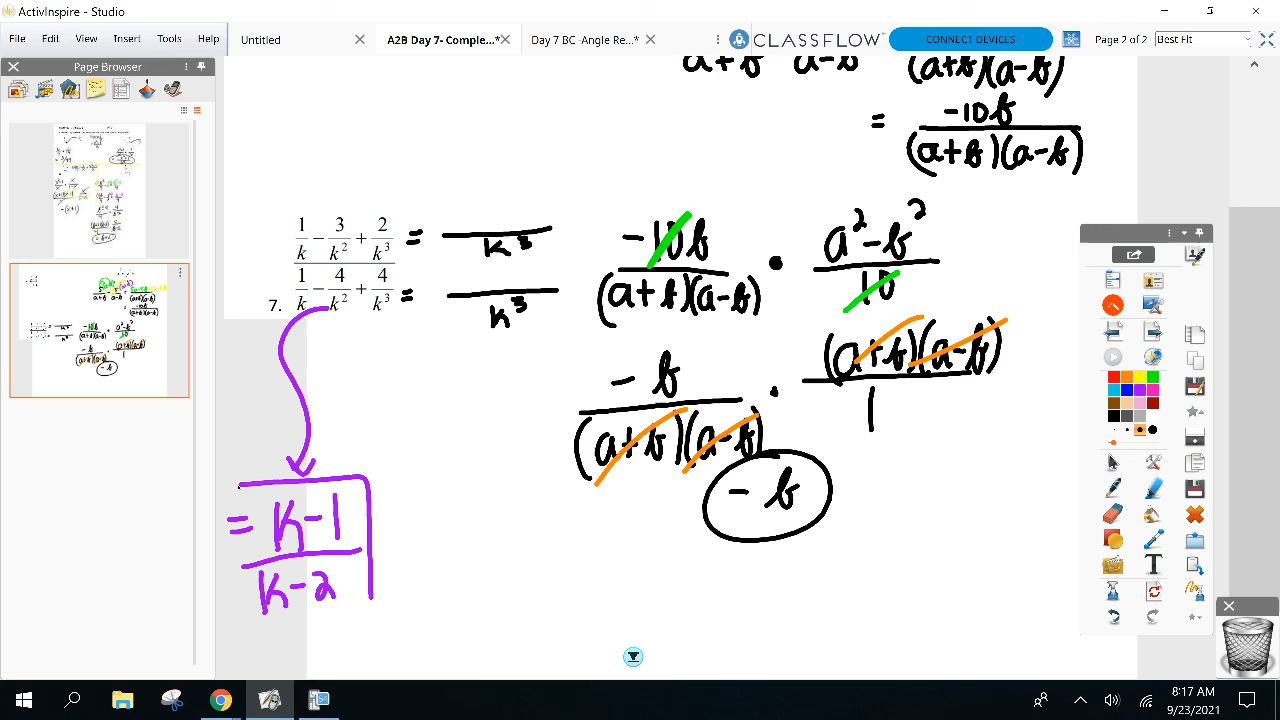 ActivInspire - Studio
File Edit View Insert Tools Help
Untitled
A2B Day 7- Comple...*
Day 7 BC -Angle Re... *
CLASSFLOW
CONNECT DEVICES
Page 2 of 2
Best Fit
Page Browser
a+b a-b (a+b)(a-b)
= -10b / (a+b)(a-b)
7. (1/k - 3/k² + 2/k³) / (1/k - 4/k² + 4/k³)
= __ / k³
= __ / k³
-10b / (a+b)(a-b) • a²-b² / 10
-b / (a+b)(a-b) · (a+b)(a-b) / 1
-b
= k-1 / k-2
T
8:17 AM
9/23/2021